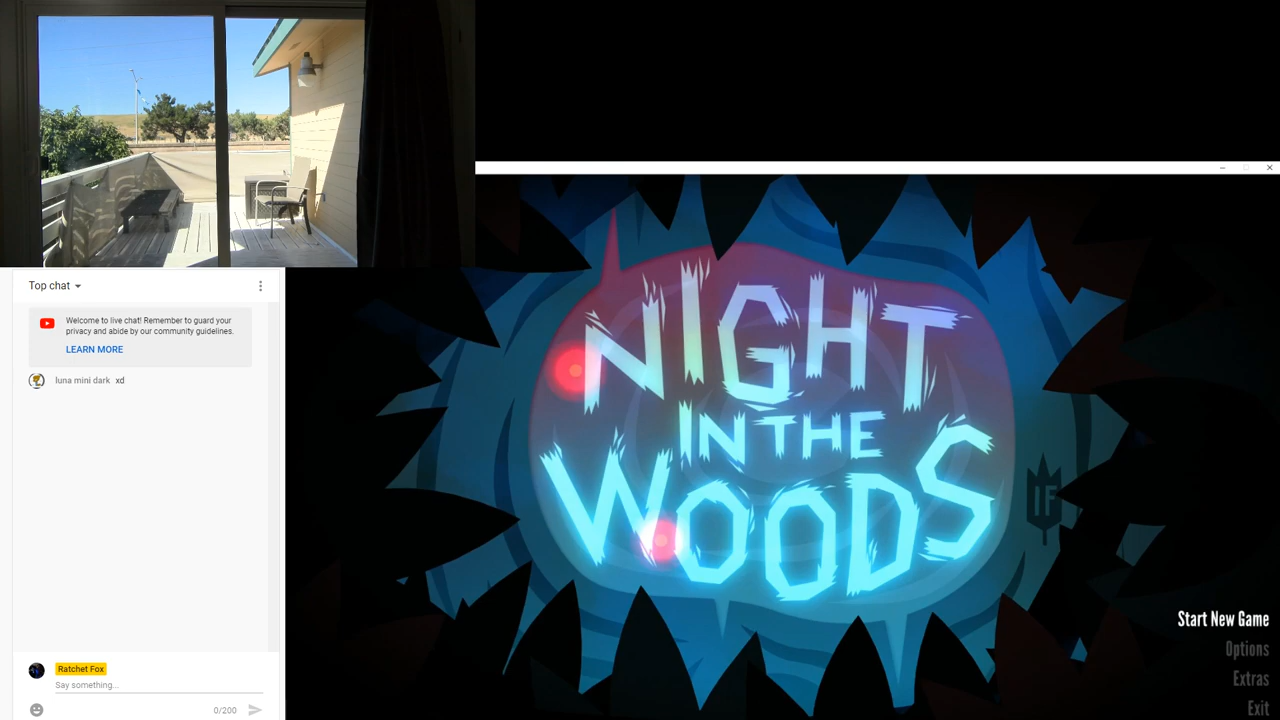 Top chat
Welcome to live chat! Remember to guard your
privacy and abide by our community guidelines.
LEARN MORE
luna mini dark xd
Ratchet Fox
Say something...
0/200
NIGHT
IN THE
WOODS
IF
Start New Game
Options
Extras
Exit